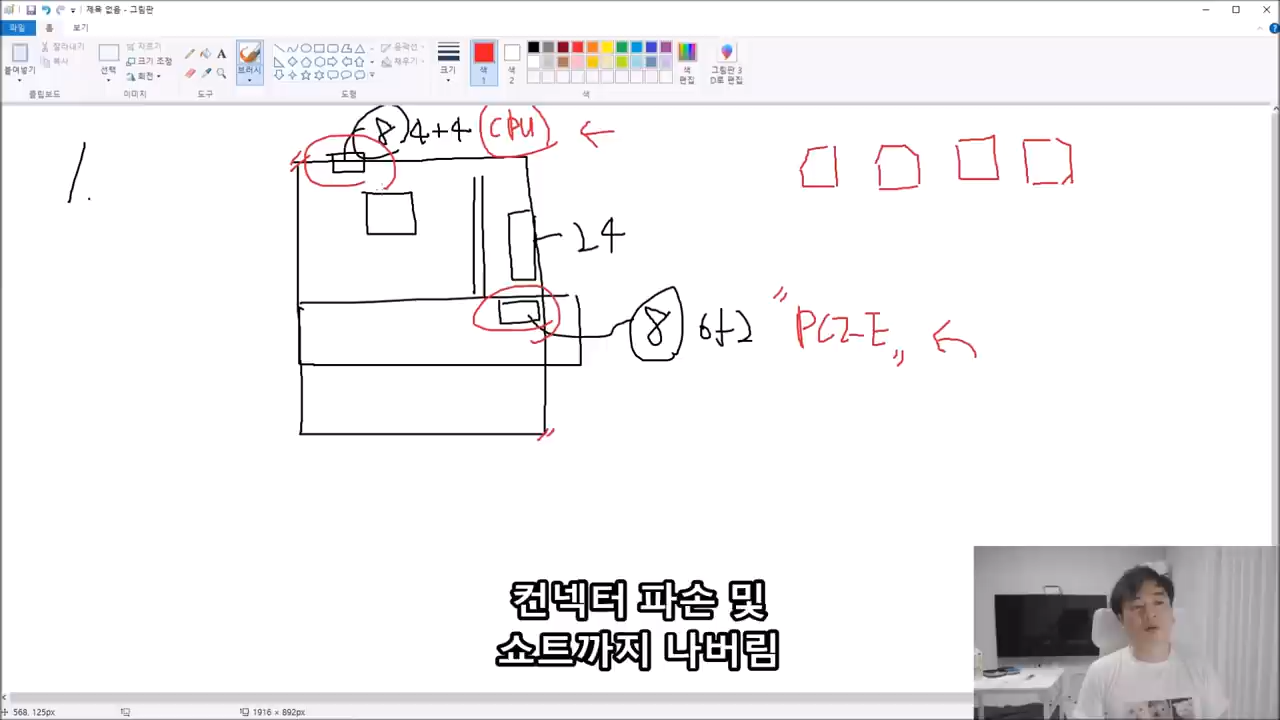 제목 없음 - 그림판
파일 홈 보기
붙여넣기 잘라내기 복사
선택 자르기 크기 조정 회전
브러시
윤곽선 채우기
크기
색 1
색 2
색 편집
그림판 3D로 편집
클립보드 이미지 도구 도형 색
8 4+4 CPU
1.
24
8 6+2 "PCI-E"
컨넥터 파손 및
쇼트까지 나버림
568, 125px 1916 × 892px